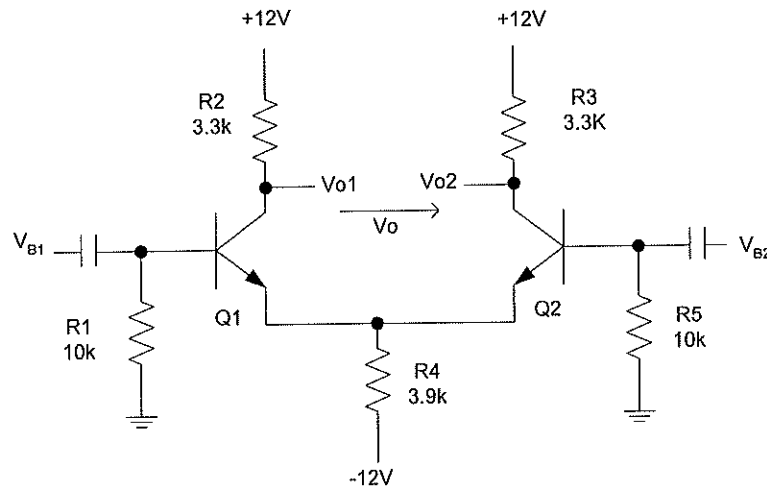 +12V
+12V
R2
3.3k
R3
3.3K
Vo1
Vo2
Vo
VB1
VB2
Q1
Q2
R1
10k
R4
3.9k
R5
10k
-12V